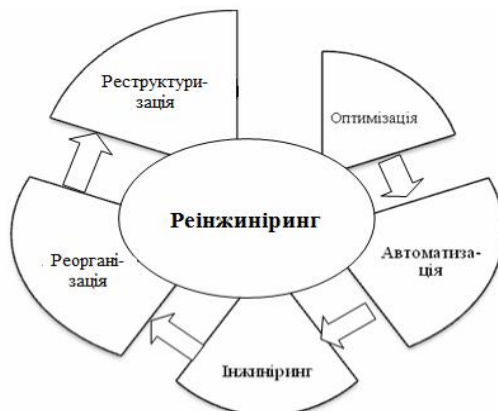 Реструктури-
зація
Оптимізація
Реінжиніринг
Автоматиза-
ція
Реоргані-
зація
Інжиніринг